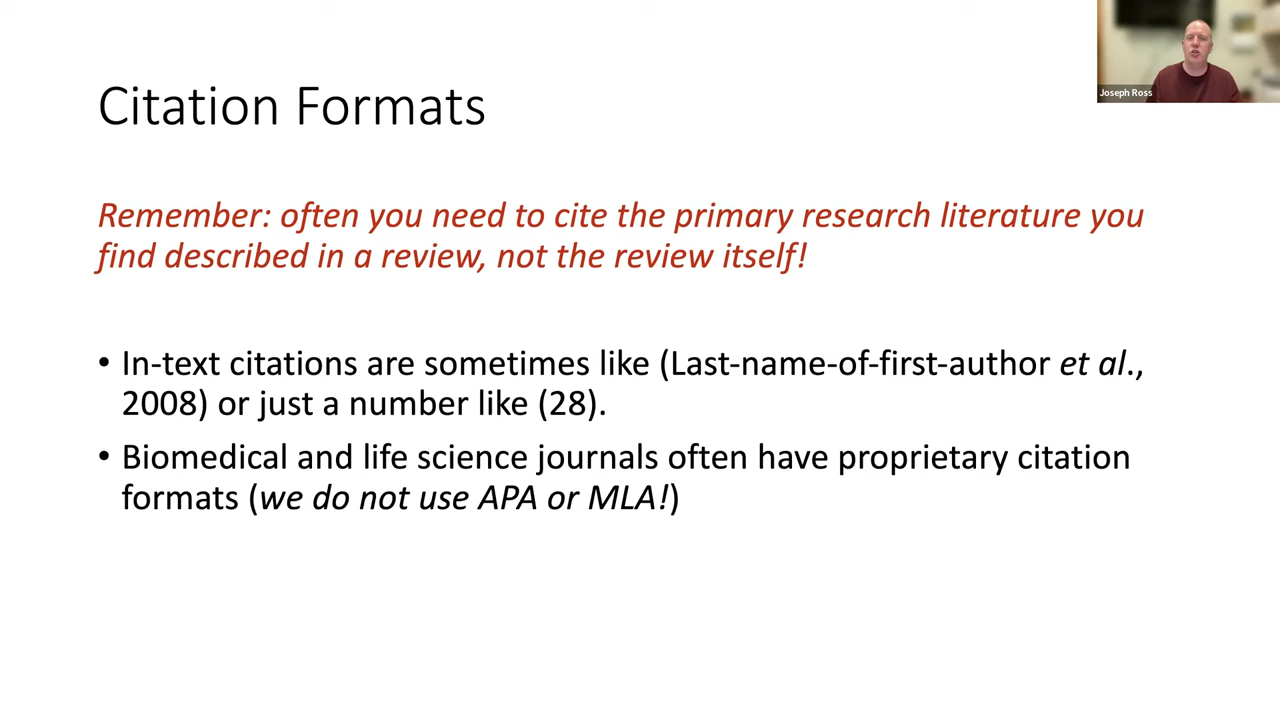 Joseph Ross
Citation Formats
Remember: often you need to cite the primary research literature you
find described in a review, not the review itself!
• In-text citations are sometimes like (Last-name-of-first-author et al.,
2008) or just a number like (28).
• Biomedical and life science journals often have proprietary citation
formats (we do not use APA or MLA!)